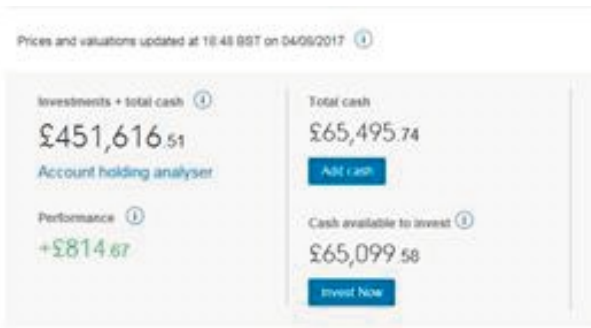 Prices and valuations updated at 18:48 BST on 04/08/2017
Investments + total cash
£451,616.51
Account holding analyser
Performance
+£814.67
Total cash
£65,495.74
Add cash
Cash available to invest
£65,099.58
Invest Now